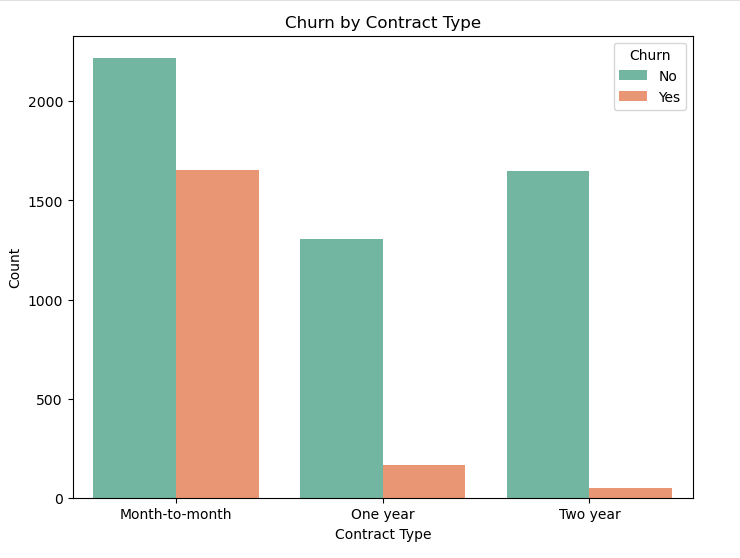 Churn by Contract Type
Churn
No
Yes
2000
1500
1000
500
0
Count
Month-to-month
One year
Two year
Contract Type